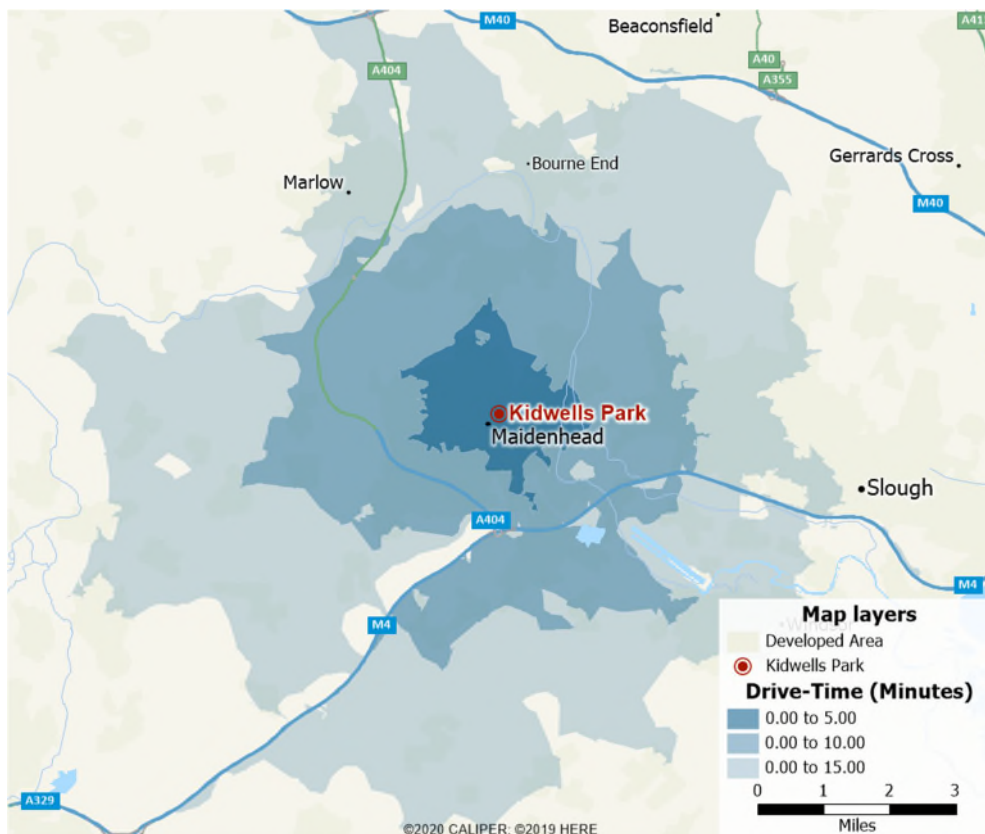 M40
Beaconsfield
A41
A404
A40
A355
Bourne End
Gerrards Cross
Marlow
M40
Kidwells Park
Maidenhead
Slough
A404
M4
M4
Windsor
Map layers
Developed Area
Kidwells Park
Drive-Time (Minutes)
0.00 to 5.00
0.00 to 10.00
0.00 to 15.00
0 1 2 3
Miles
A329
©2020 CALIPER; ©2019 HERE